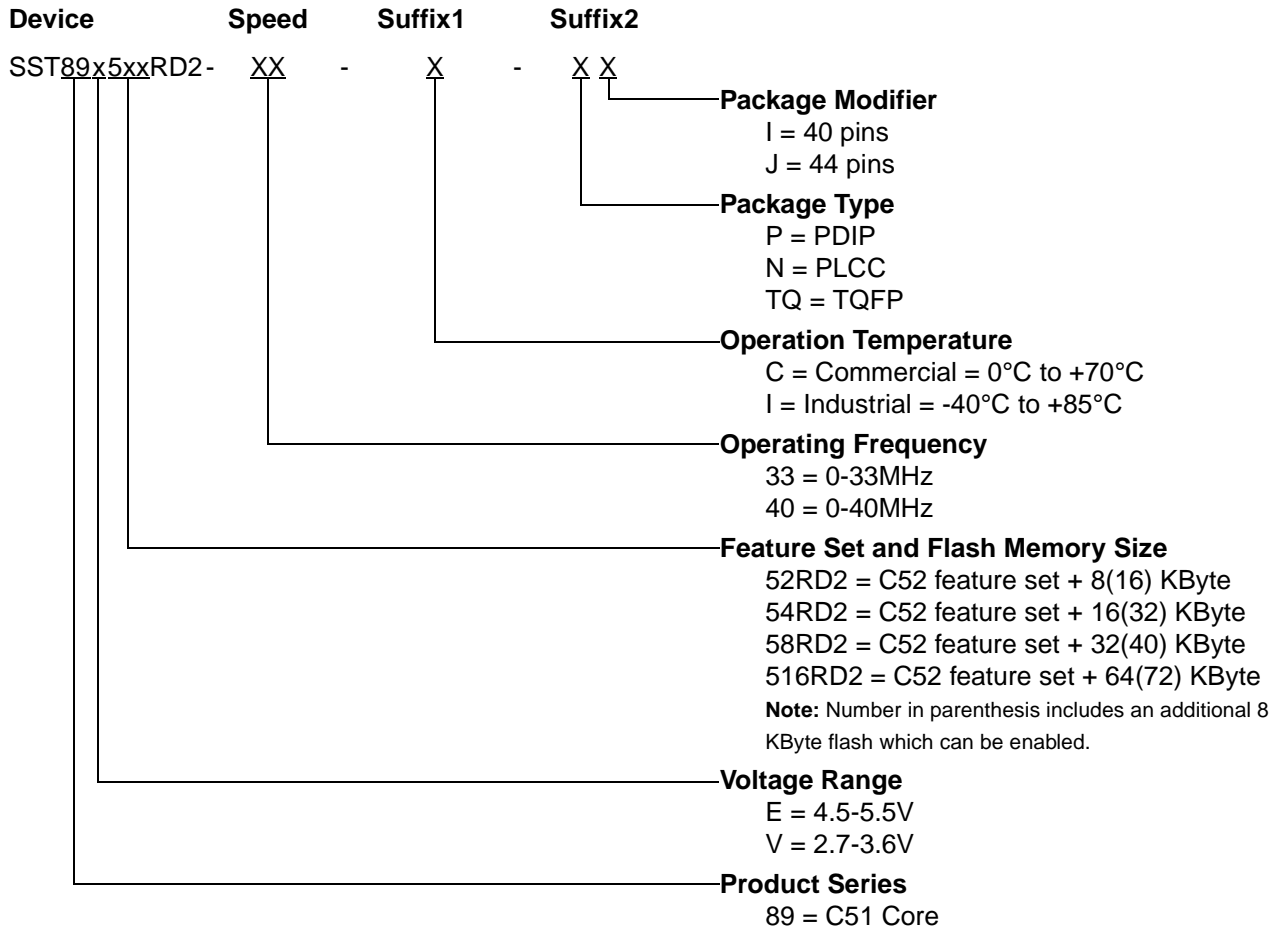 Device Speed Suffix1 Suffix2
SST89x5xxRD2 - XX - X - X X
Package Modifier
I = 40 pins
J = 44 pins
Package Type
P = PDIP
N = PLCC
TQ = TQFP
Operation Temperature
C = Commercial = 0°C to +70°C
I = Industrial = -40°C to +85°C
Operating Frequency
33 = 0-33MHz
40 = 0-40MHz
Feature Set and Flash Memory Size
52RD2 = C52 feature set + 8(16) KByte
54RD2 = C52 feature set + 16(32) KByte
58RD2 = C52 feature set + 32(40) KByte
516RD2 = C52 feature set + 64(72) KByte
Note: Number in parenthesis includes an additional 8
KByte flash which can be enabled.
Voltage Range
E = 4.5-5.5V
V = 2.7-3.6V
Product Series
89 = C51 Core